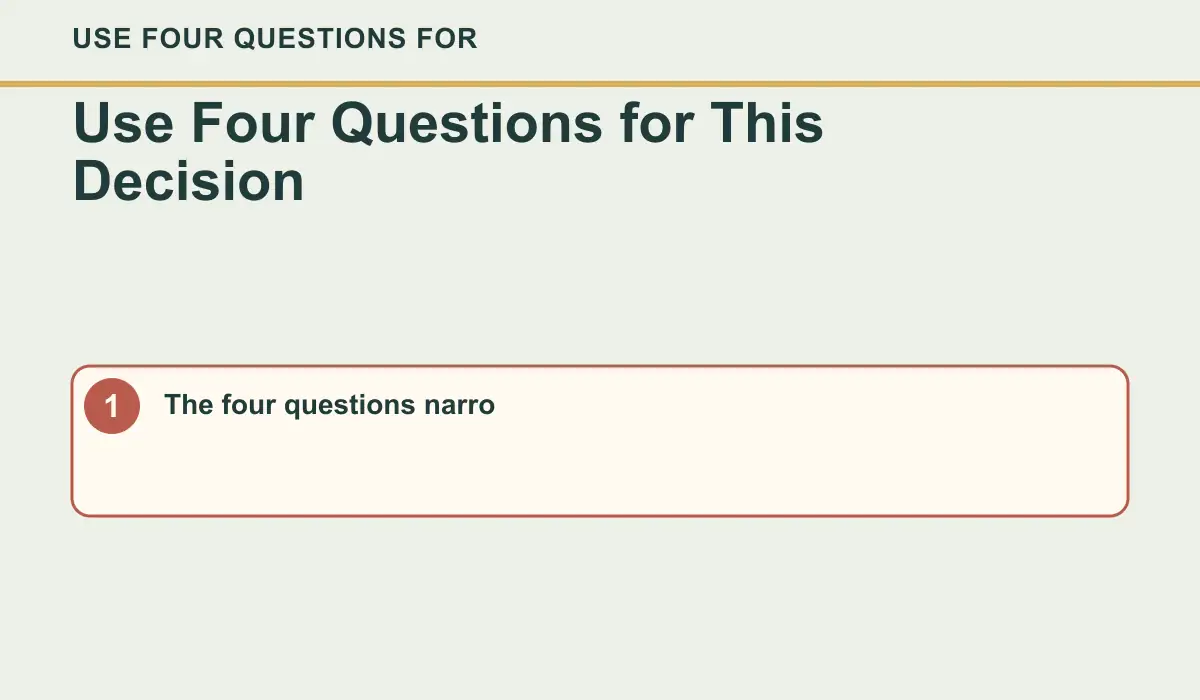 USE FOUR QUESTIONS FOR
Use Four Questions for This
Decision
1
The four questions narro